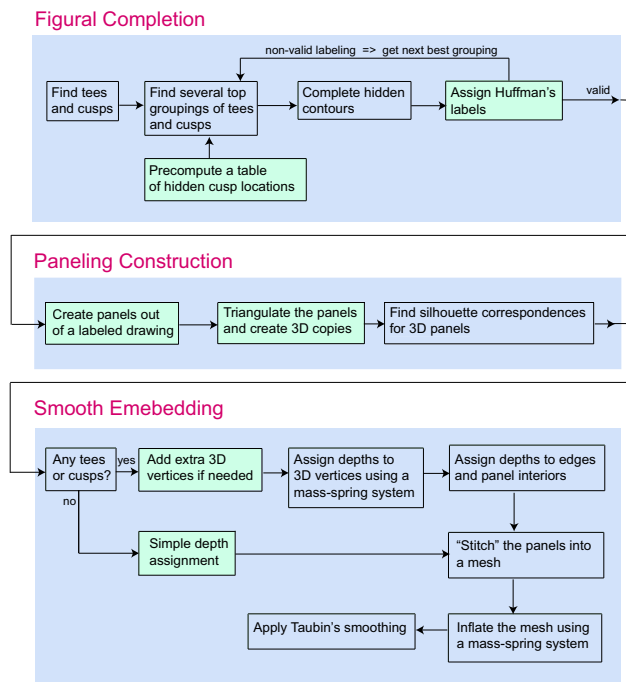 Figural Completion
non-valid labeling => get next best grouping
Find tees
and cusps
Find several top
groupings of tees
and cusps
Complete hidden
contours
Assign Huffman's
labels
valid
Precompute a table
of hidden cusp locations
Paneling Construction
Create panels out
of a labeled drawing
Triangulate the panels
and create 3D copies
Find silhouette correspondences
for 3D panels
Smooth Emebedding
Any tees
or cusps?
yes
no
Add extra 3D
vertices if needed
Assign depths to
3D vertices using a
mass-spring system
Assign depths to edges
and panel interiors
Simple depth
assignment
“Stitch” the panels into
a mesh
Apply Taubin's smoothing
Inflate the mesh using
a mass-spring system